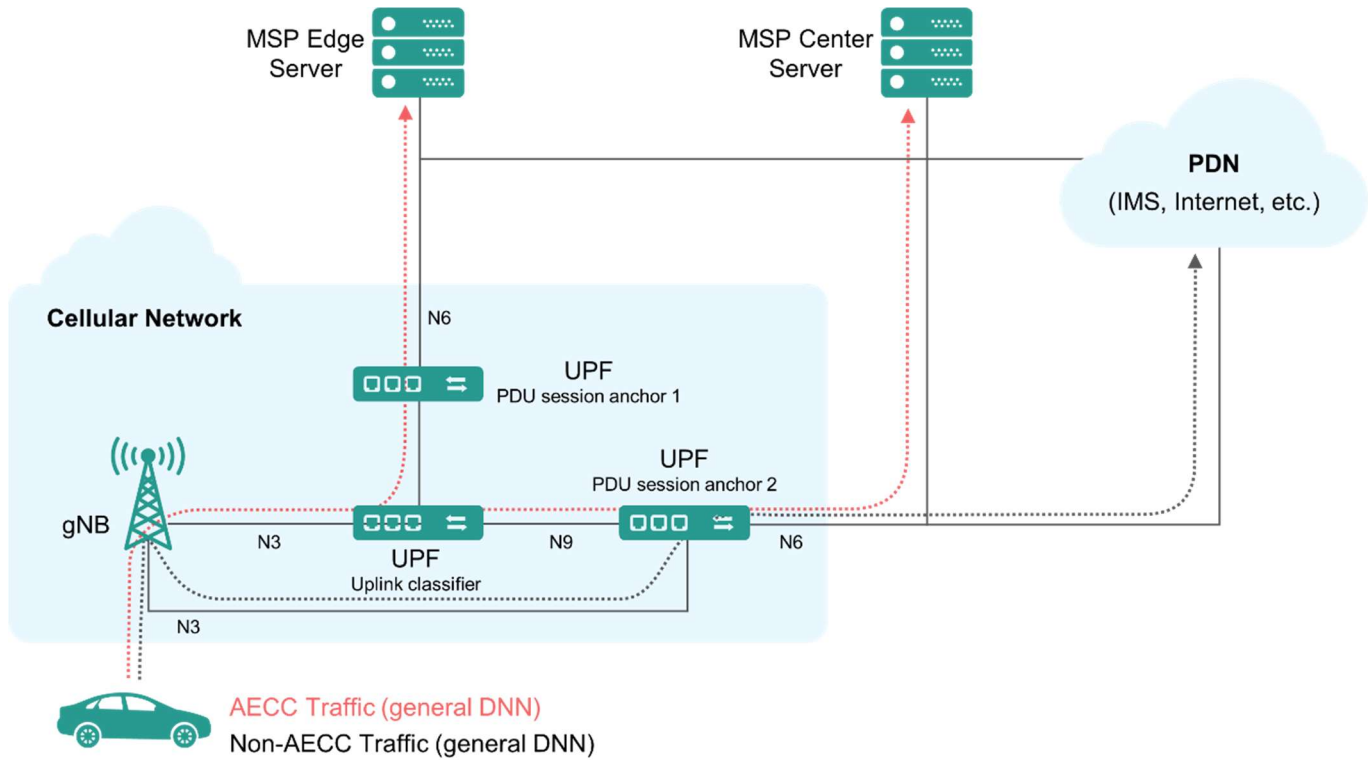 MSP Edge
Server
MSP Center
Server
PDN
(IMS, Internet, etc.)
Cellular Network
N6
UPF
PDU session anchor 1
UPF
PDU session anchor 2
gNB
N3
N9
N6
UPF
Uplink classifier
N3
AECC Traffic (general DNN)
Non-AECC Traffic (general DNN)